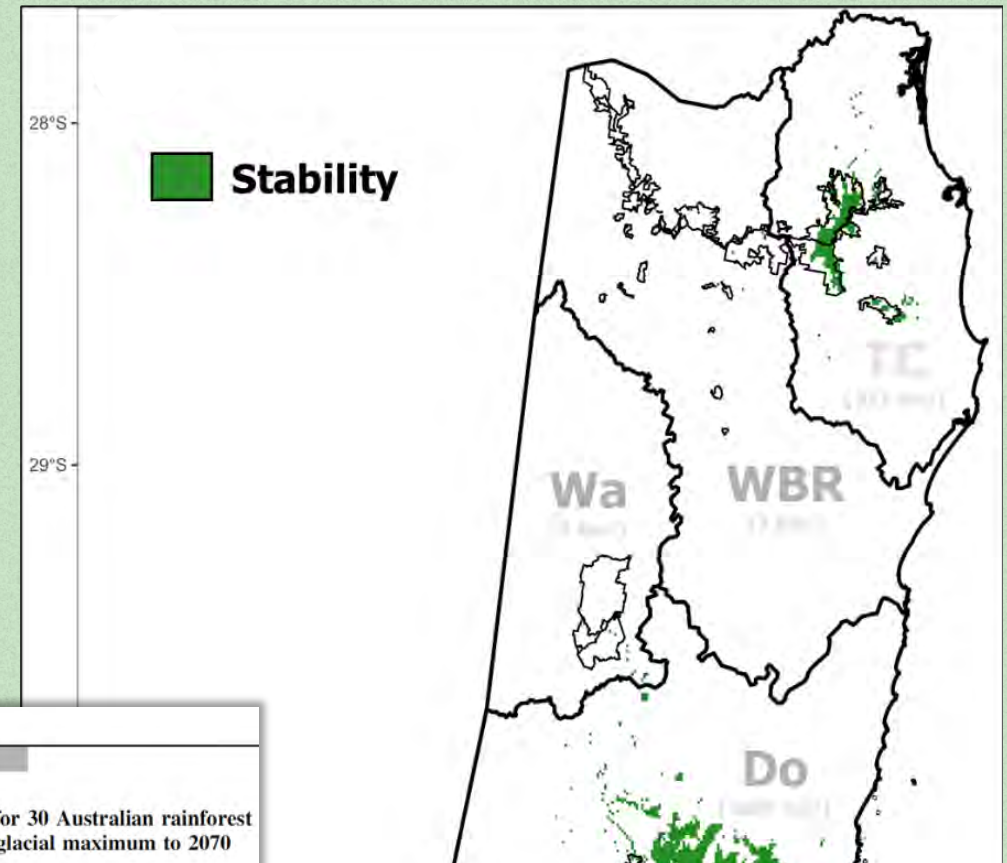 28°S
Stability
TC
29°S
Wa
WBR
Do
for 30 Australian rainforest
glacial maximum to 2070